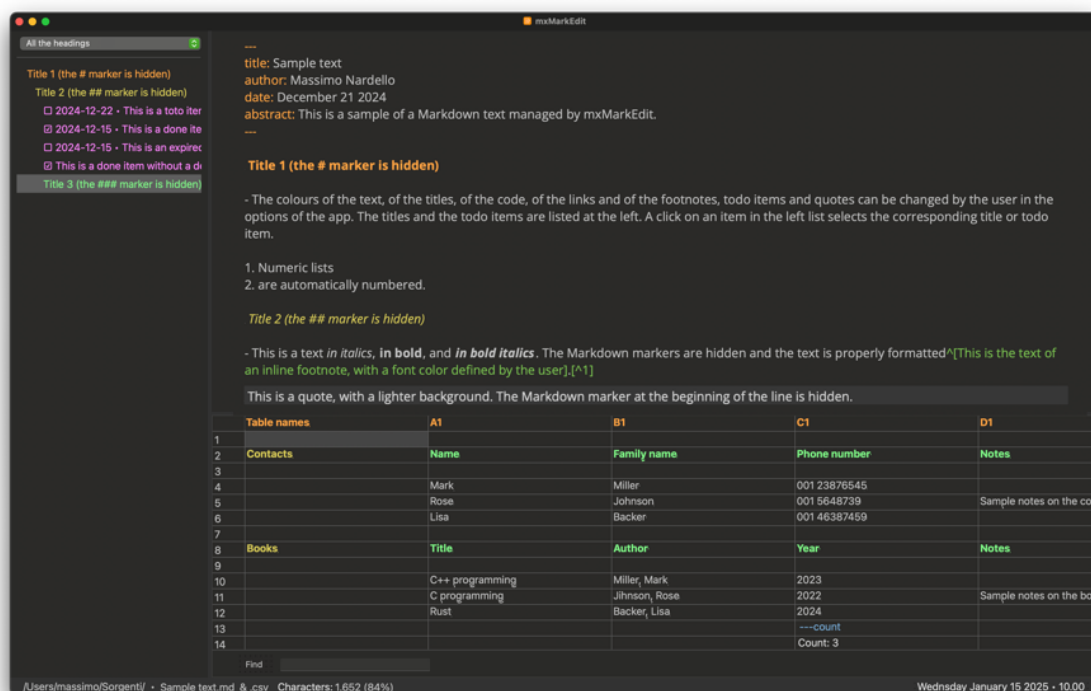 mxMarkEdit
All the headings
Title 1 (the # marker is hidden)
Title 2 (the ## marker is hidden)
☐ 2024-12-22 • This is a toto iter
☑ 2024-12-15 • This is a done ite
☐ 2024-12-15 • This is an expired
☑ This is a done item without a d
Title 3 (the ### marker is hidden)
---
title: Sample text
author: Massimo Nardello
date: December 21 2024
abstract: This is a sample of a Markdown text managed by mxMarkEdit.
---
Title 1 (the # marker is hidden)
- The colours of the text, of the titles, of the code, of the links and of the footnotes, todo items and quotes can be changed by the user in the
options of the app. The titles and the todo items are listed at the left. A click on an item in the left list selects the corresponding title or todo
item.
1. Numeric lists
2. are automatically numbered.
Title 2 (the ## marker is hidden)
- This is a text in italics, in bold, and in bold italics. The Markdown markers are hidden and the text is properly formatted^[This is the text of
an inline footnote, with a font color defined by the user].[^1]
This is a quote, with a lighter background. The Markdown marker at the beginning of the line is hidden.
Table names A1 B1 C1 D1
1
2 Contacts Name Family name Phone number Notes
3
4 Mark Miller 001 23876545
5 Rose Johnson 001 5648739 Sample notes on the co
6 Lisa Backer 001 46387459
7
8 Books Title Author Year Notes
9
10 C++ programming Miller, Mark 2023
11 C programming Jihnson, Rose 2022 Sample notes on the bo
12 Rust Backer, Lisa 2024
13 ---count
14 Count: 3
Find
/Users/massimo/Sorgenti/ • Sample text.md & .csv Characters: 1.652 (84%) Wednsday January 15 2025 • 10.00